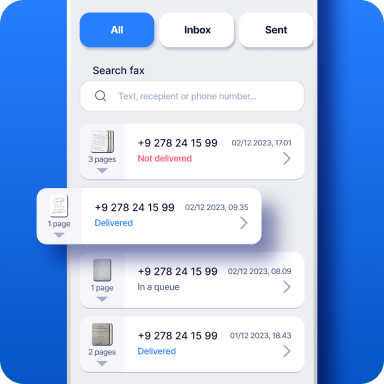 All
Inbox
Sent
Search fax
Text, recepient or phone number...
+9 278 24 15 99 02/12 2023, 17.01
Not delivered
3 pages
+9 278 24 15 99 02/12 2023, 09.35
Delivered
1 page
+9 278 24 15 99 02/12 2023, 08.09
In a queue
1 page
+9 278 24 15 99 01/12 2023, 18.43
Delivered
2 pages